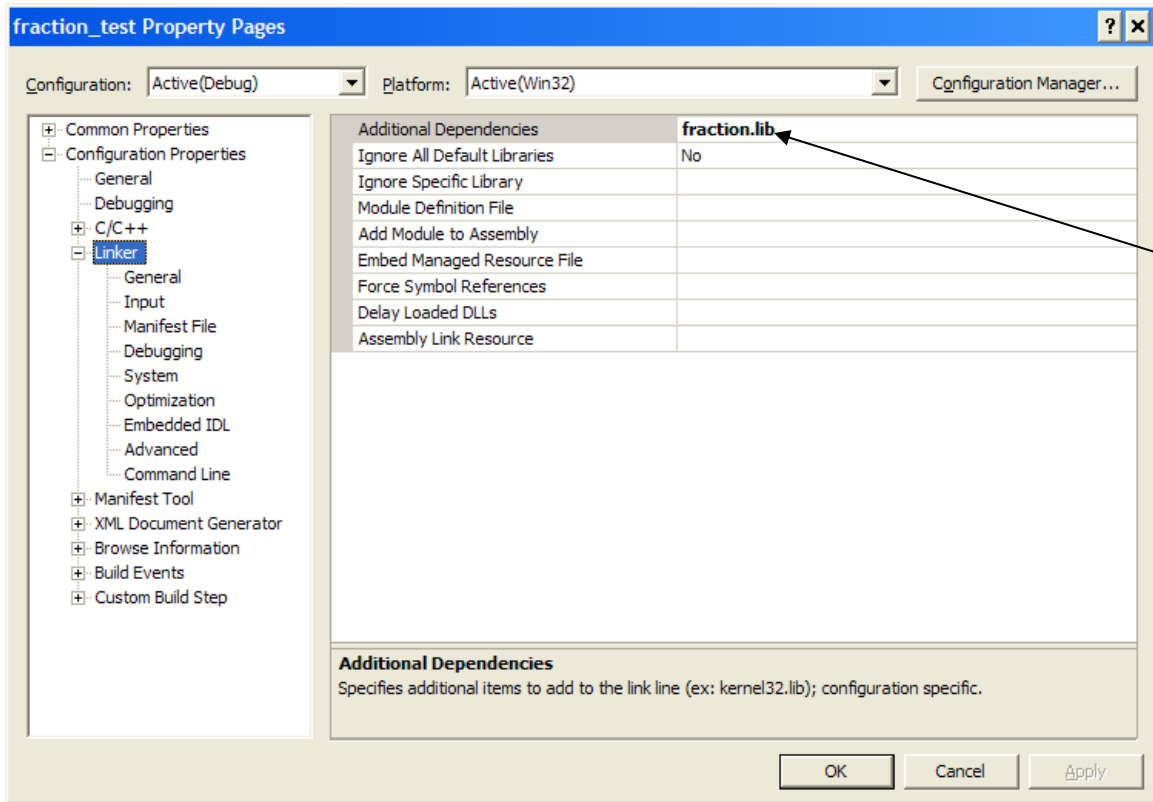 fraction_test Property Pages
Configuration: Active(Debug) Platform: Active(Win32) Configuration Manager...
Common Properties
Configuration Properties
General
Debugging
C/C++
Linker
General
Input
Manifest File
Debugging
System
Optimization
Embedded IDL
Advanced
Command Line
Manifest Tool
XML Document Generator
Browse Information
Build Events
Custom Build Step
Additional Dependencies fraction.lib
Ignore All Default Libraries No
Ignore Specific Library
Module Definition File
Add Module to Assembly
Embed Managed Resource File
Force Symbol References
Delay Loaded DLLs
Assembly Link Resource
Additional Dependencies
Specifies additional items to add to the link line (ex: kernel32.lib); configuration specific.
OK Cancel Apply